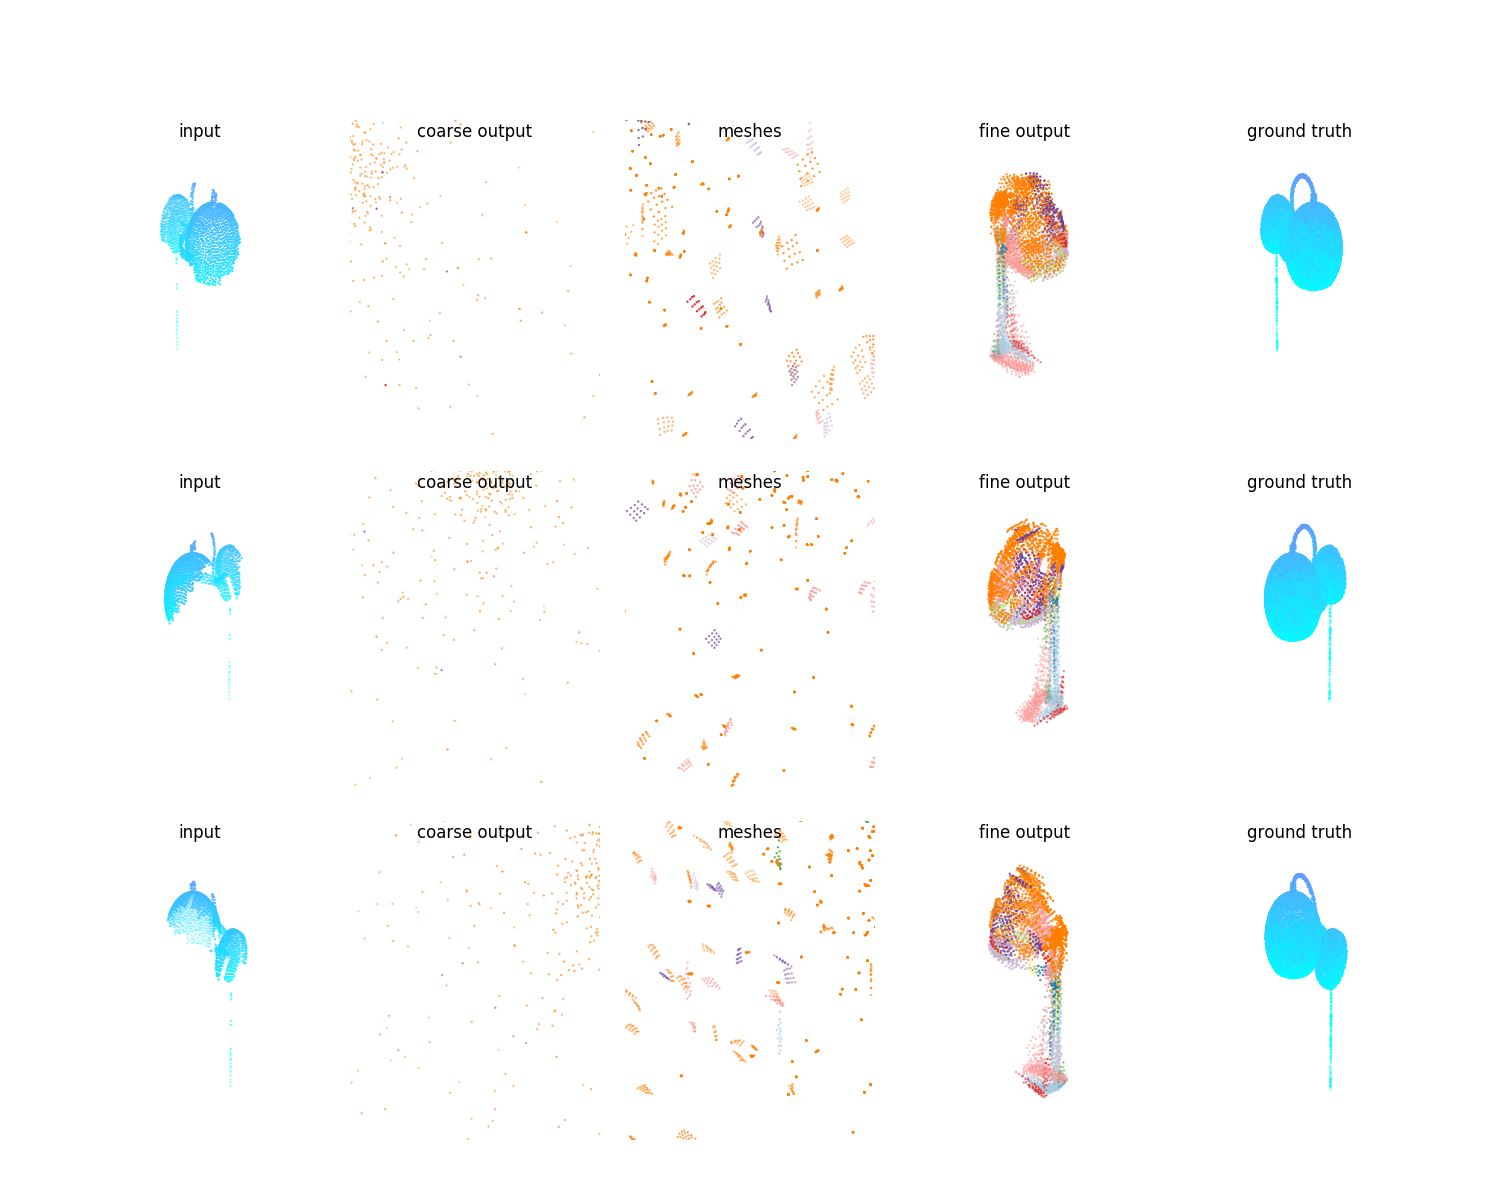 input
coarse output
meshes
fine output
ground truth
input
coarse output
meshes
fine output
ground truth
input
coarse output
meshes
fine output
ground truth